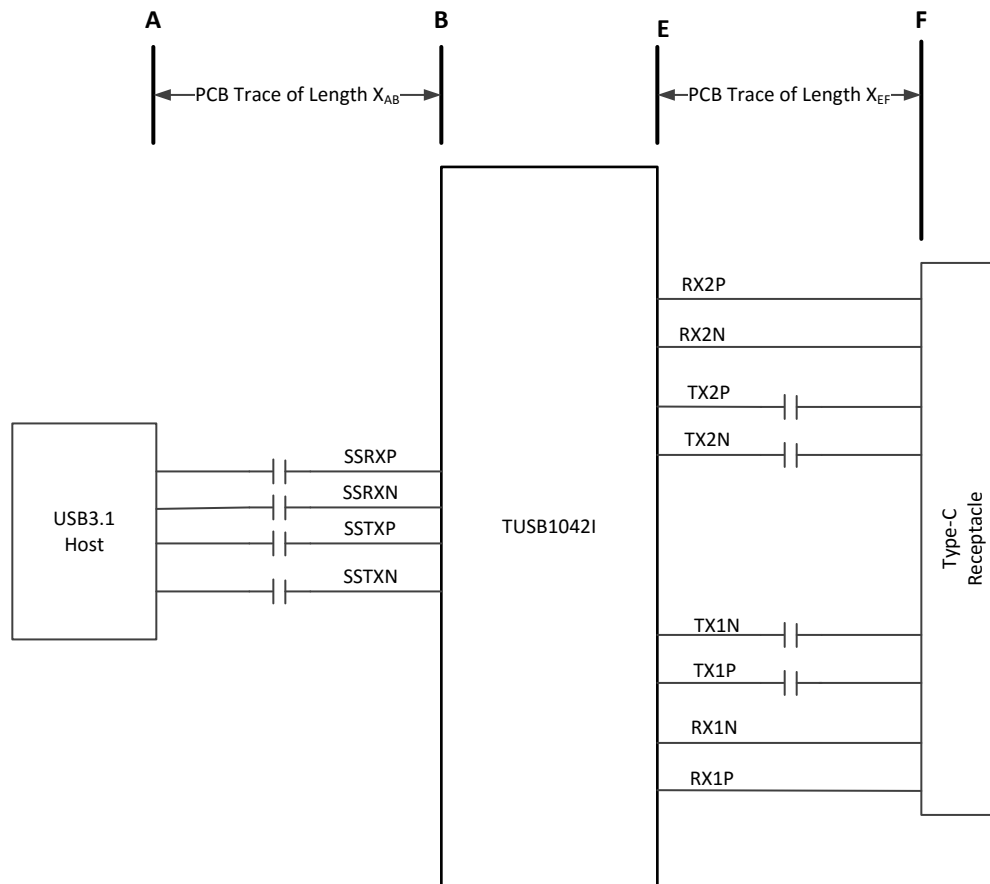 A B E F
PCB Trace of Length XAB
PCB Trace of Length XEF
RX2P
RX2N
TX2P
TX2N
SSRXP
SSRXN
SSTXP
SSTXN
USB3.1
Host
TUSB1042I
Type-C
Receptacle
TX1N
TX1P
RX1N
RX1P